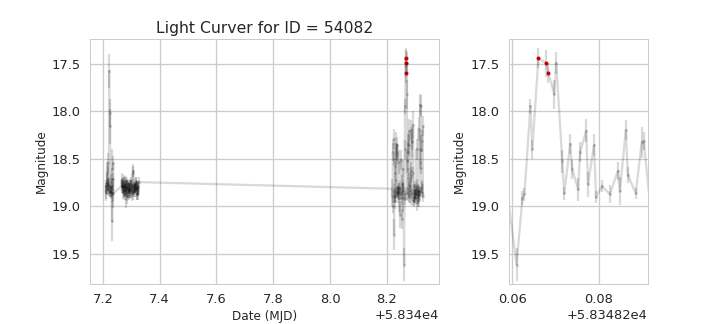 Light Curver for ID = 54082
Magnitude
17.5
18.0
18.5
19.0
19.5
7.2 7.4 7.6 7.8 8.0 8.2
Date (MJD)
+5.834e4
Magnitude
17.5
18.0
18.5
19.0
19.5
0.06 0.08
+5.83482e4